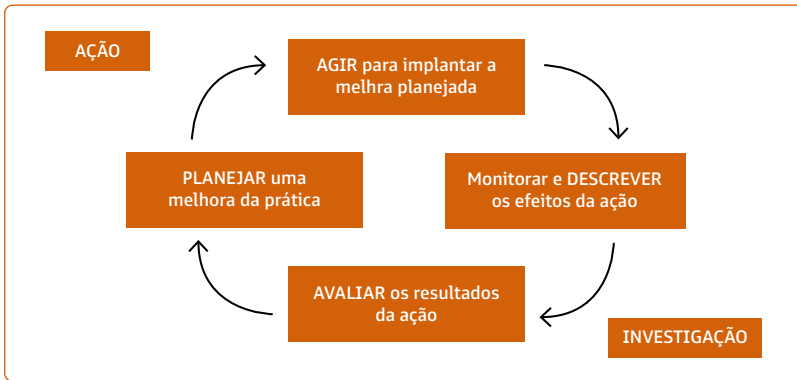 AÇÃO
AGIR para implantar a
melhra planejada
PLANEJAR uma
melhora da prática
Monitorar e DESCREVER
os efeitos da ação
AVALIAR os resultados
da ação
INVESTIGAÇÃO